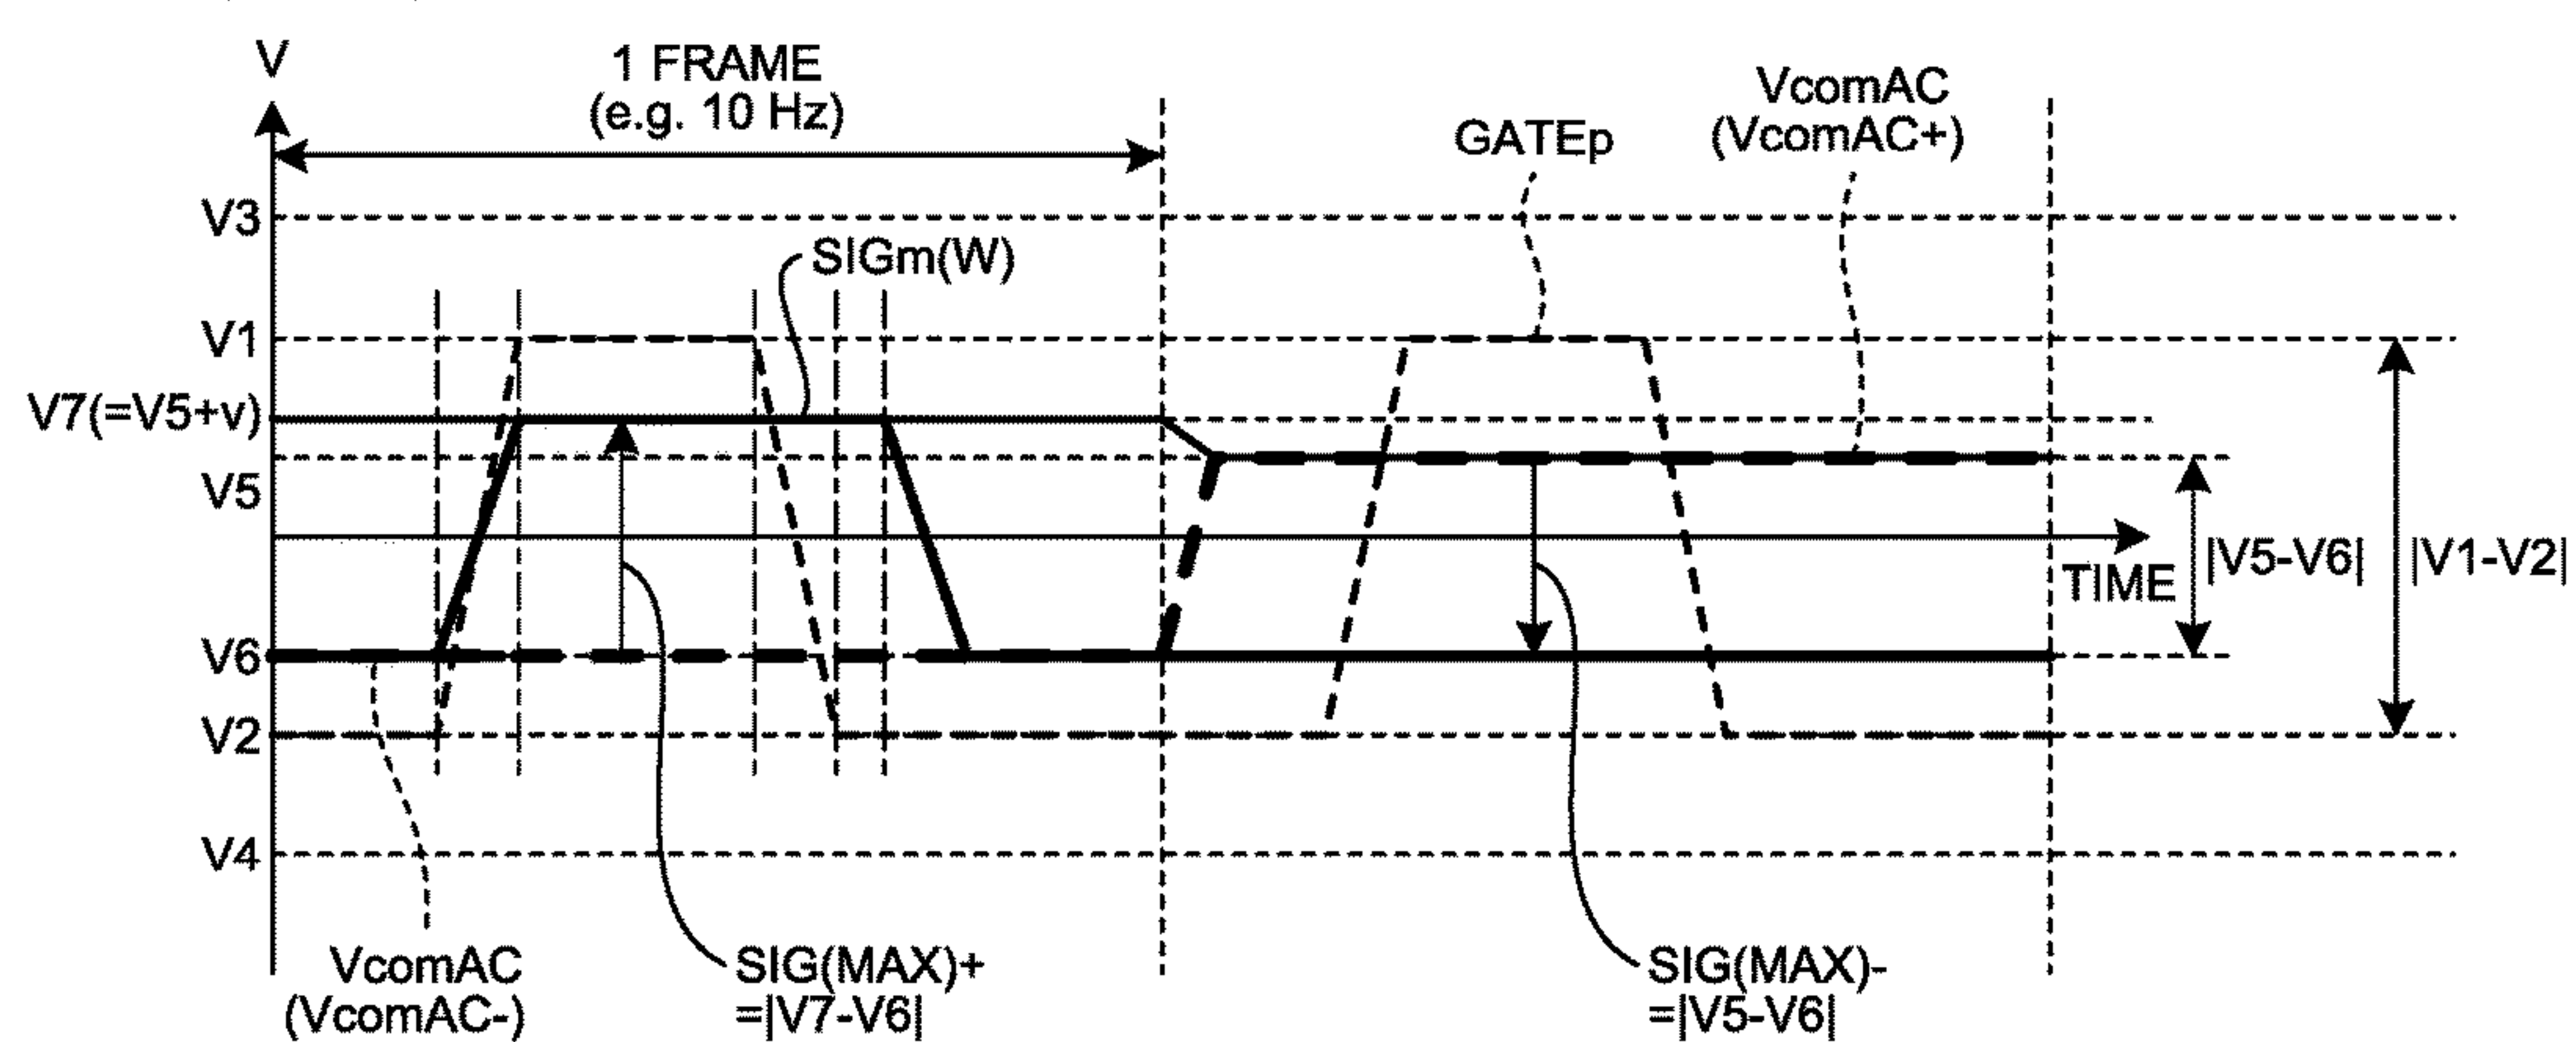 V
1 FRAME
(e.g. 10 Hz)
VcomAC
(VcomAC+)
GATEp
V3
SIGm(W)
V1
V7(=V5+v)
V5
|V5-V6|
|V1-V2|
TIME
V6
V2
V4
VcomAC
(VcomAC-)
SIG(MAX)+
=|V7-V6|
SIG(MAX)-
=|V5-V6|